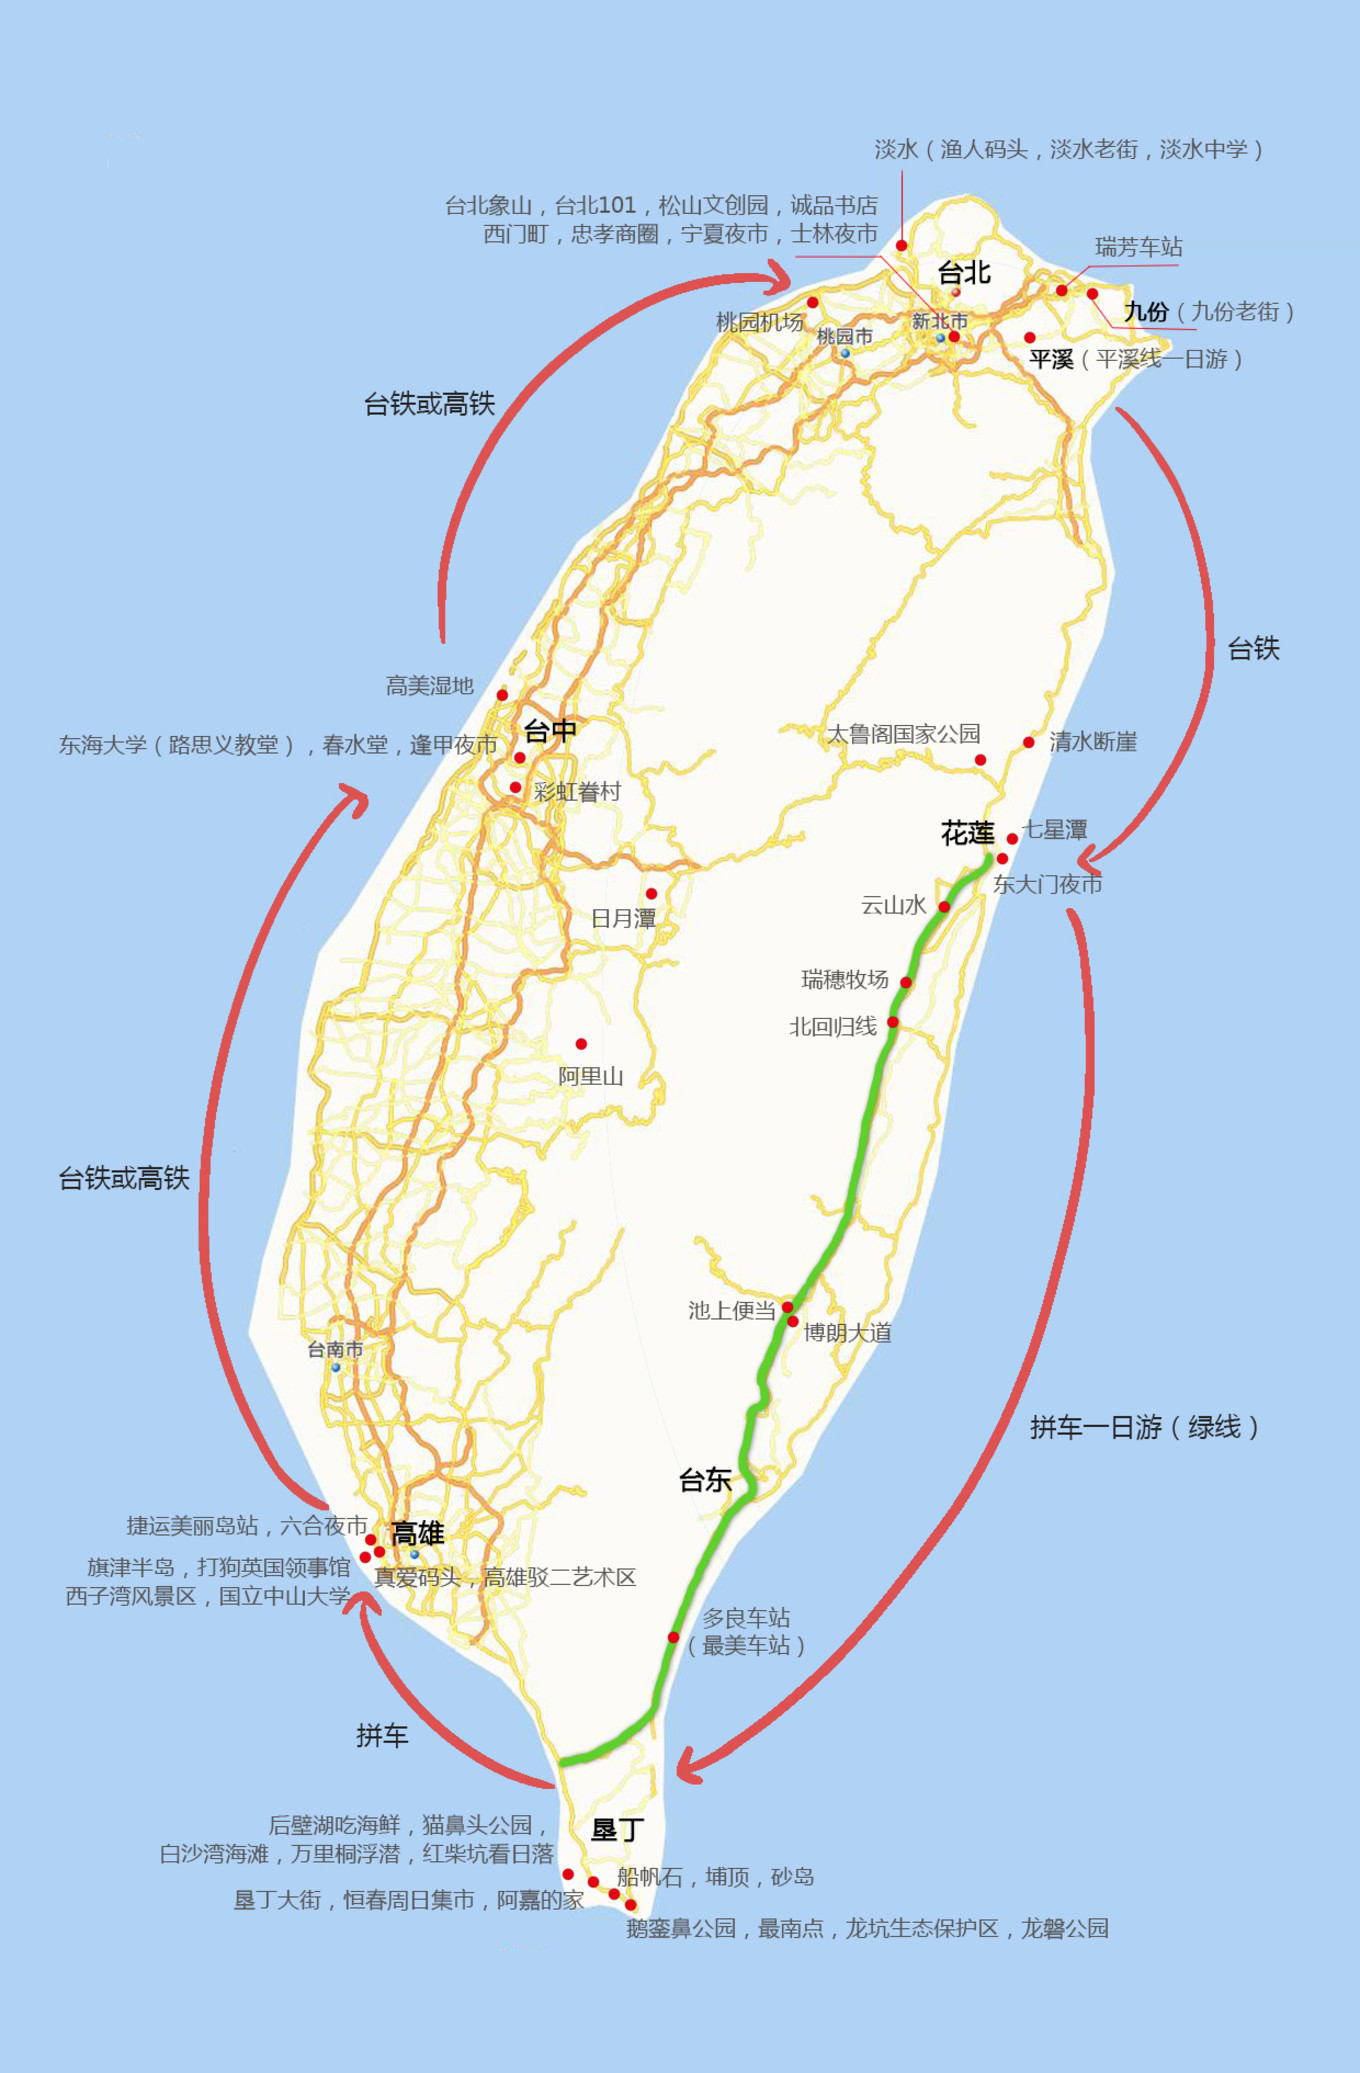 淡水（渔人码头，淡水老街，淡水中学）
台北象山，台北101，松山文创园，诚品书店
西门町，忠孝商圈，宁夏夜市，士林夜市
瑞芳车站
台北
九份（九份老街）
桃园机场
新北市
桃园市
平溪（平溪线一日游）
台铁或高铁
台铁
高美湿地
台中
东海大学（路思义教堂），春水堂，逢甲夜市
彩虹眷村
太鲁阁国家公园
清水断崖
花莲
七星潭
东大门夜市
云山水
日月潭
瑞穗牧场
北回归线
阿里山
台铁或高铁
池上便当
博朗大道
台南市
拼车一日游（绿线）
台东
捷运美丽岛站，六合夜市
高雄
旗津半岛，打狗英国领事馆
西子湾风景区，国立中山大学
真爱码头，高雄驳二艺术区
多良车站
（最美车站）
拼车
垦丁
后壁湖吃海鲜，猫鼻头公园，
白沙湾海滩，万里桐浮潜，红柴坑看日落
船帆石，埔顶，砂岛
垦丁大街，恒春周日集市，阿嘉的家
鹅銮鼻公园，最南点，龙坑生态保护区，龙磐公园